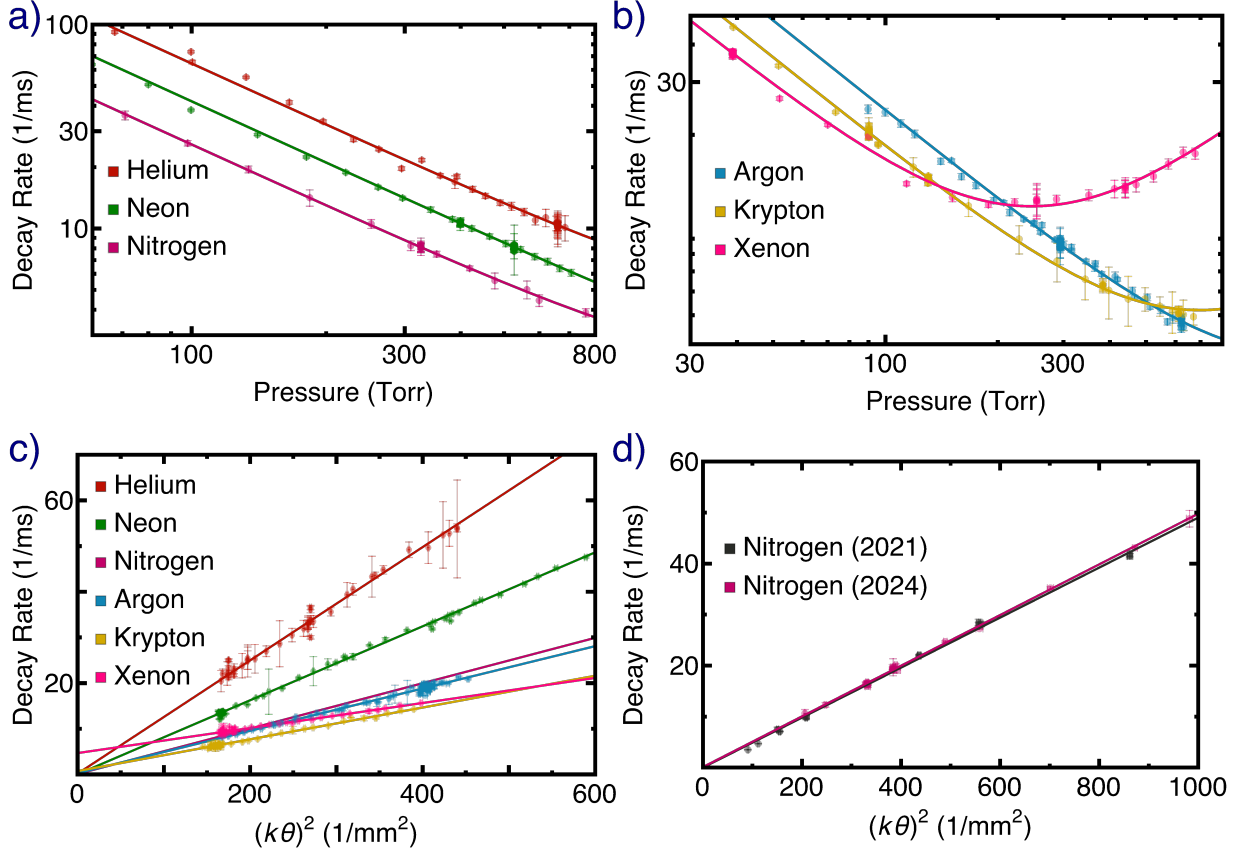 a)
Decay Rate (1/ms)
100
30
10
Helium
Neon
Nitrogen
100
300
800
Pressure (Torr)
b)
Decay Rate (1/ms)
30
Argon
Krypton
Xenon
30
100
300
Pressure (Torr)
c)
Decay Rate (1/ms)
60
20
Helium
Neon
Nitrogen
Argon
Krypton
Xenon
0
200
400
600
(kθ)² (1/mm²)
d)
Decay Rate (1/ms)
60
40
20
Nitrogen (2021)
Nitrogen (2024)
0
200
400
600
800
1000
(kθ)² (1/mm²)